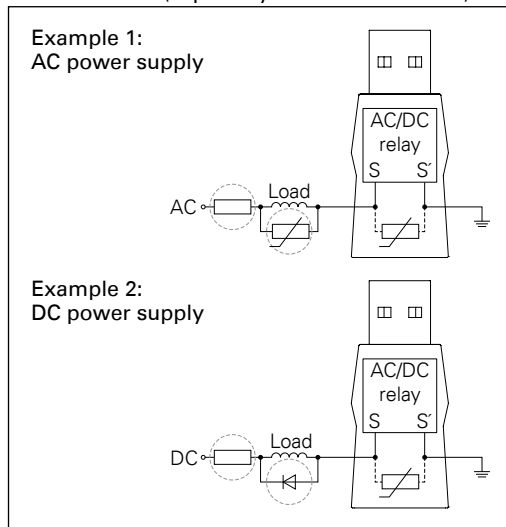 Example 1:
AC power supply
AC/DC
relay
S S´
Load
AC
Example 2:
DC power supply
AC/DC
relay
S S´
Load
DC